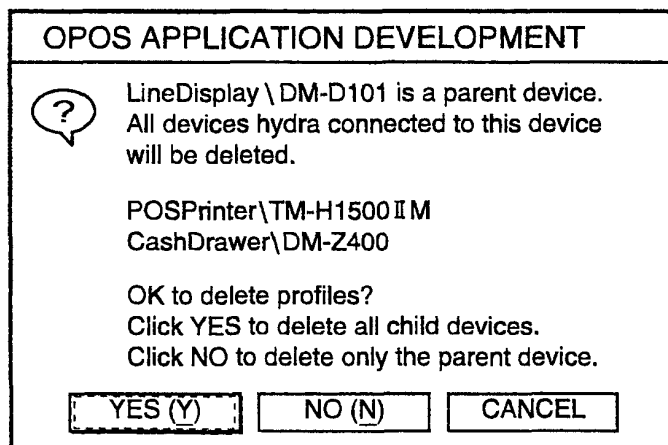 OPOS APPLICATION DEVELOPMENT
?
LineDisplay \ DM-D101 is a parent device.
All devices hydra connected to this device
will be deleted.
POSPrinter\TM-H1500ⅡM
CashDrawer\DM-Z400
OK to delete profiles?
Click YES to delete all child devices.
Click NO to delete only the parent device.
YES (Y) NO (N) CANCEL